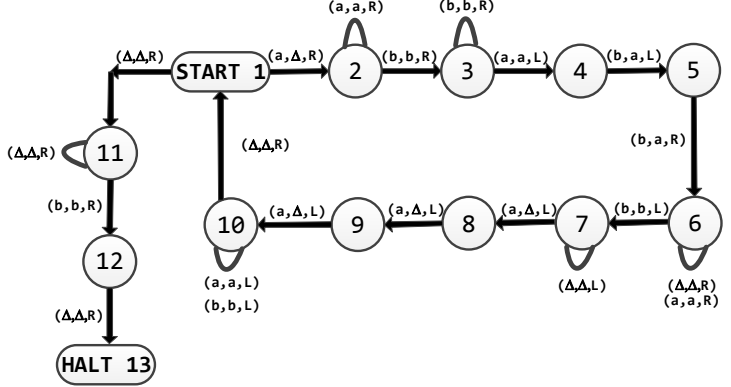 (a,a,R)
(b,b,R)
(Δ,Δ,R)
START 1
(a,Δ,R)
2
(b,b,R)
3
(a,a,L)
4
(b,a,L)
5
(Δ,Δ,R)
11
(Δ,Δ,R)
(b,a,R)
(b,b,R)
10
(a,Δ,L)
9
(a,Δ,L)
8
(a,Δ,L)
7
(b,b,L)
6
12
(a,a,L)
(b,b,L)
(Δ,Δ,L)
(Δ,Δ,R)
(a,a,R)
(Δ,Δ,R)
HALT 13